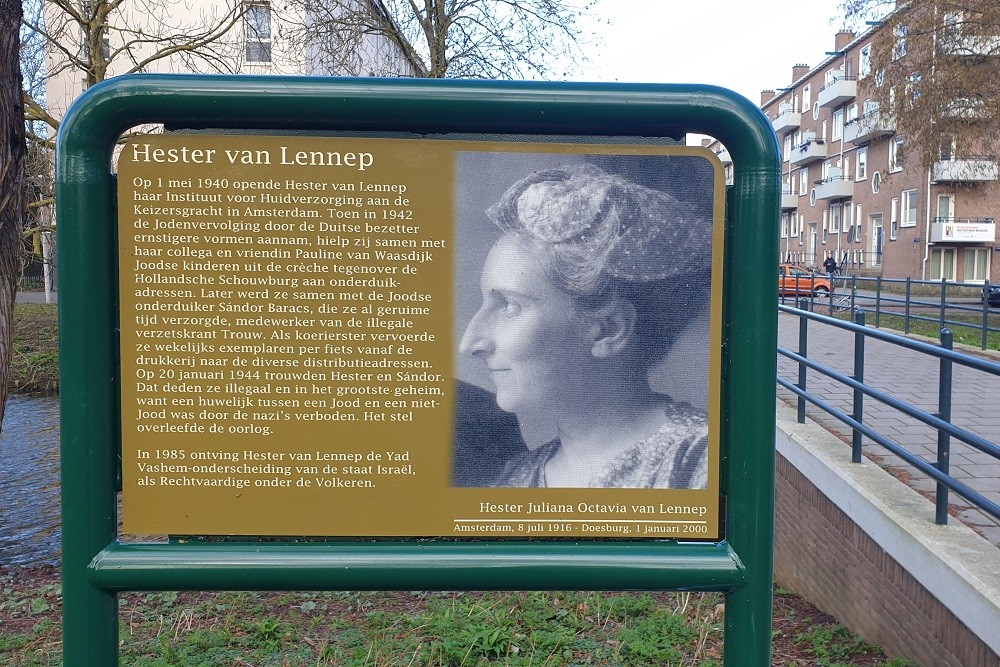 Hester van Lennep
Op 1 mei 1940 opende Hester van Lennep
haar Instituut voor Huidverzorging aan de
Keizersgracht in Amsterdam. Toen in 1942
de Jodenvervolging door de Duitse bezetter
ernstigere vormen aannam, hielp zij samen met
haar collega en vriendin Pauline van Waasdijk
Joodse kinderen uit de crèche tegenover de
Hollandsche Schouwburg aan onderduik-
adressen. Later werd ze samen met de Joodse
onderduiker Sándor Baracs, die ze al geruime
tijd verzorgde, medewerker van de illegale
verzetskrant Trouw. Als koerierster vervoerde
ze wekelijks exemplaren per fiets vanaf de
drukkerij naar de diverse distributieadressen.
Op 20 januari 1944 trouwden Hester en Sándor.
Dat deden ze illegaal en in het grootste geheim,
want een huwelijk tussen een Jood en een niet-
Jood was door de nazi's verboden. Het stel
overleefde de oorlog.
In 1985 ontving Hester van Lennep de Yad
Vashem-onderscheiding van de staat Israël,
als Rechtvaardige onder de Volkeren.
Hester Juliana Octavia van Lennep
Amsterdam, 8 juli 1916 - Doesburg, 1 januari 2000